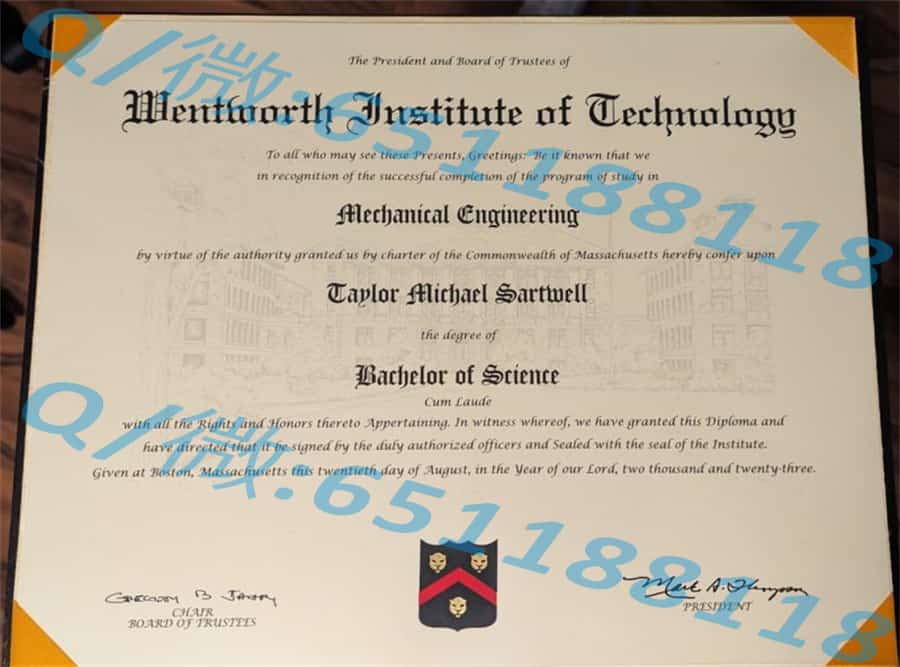 The President and Board of Trustees of
Wentworth Institute of Technology
To all who may see these Presents, Greetings: Be it known that we
in recognition of the successful completion of the program of study in
Mechanical Engineering
by virtue of the authority granted us by charter of the Commonwealth of Massachusetts hereby confer upon
Taylor Michael Sartwell
the degree of
Bachelor of Science
Cum Laude
with all the Rights and Honors thereto Appertaining. In witness whereof, we have granted this Diploma and
have directed that it be signed by the duly authorized officers and Sealed with the seal of the Institute.
Given at Boston, Massachusetts this twentieth day of August, in the Year of our Lord, two thousand and twenty-three.
Mark A. Thompson
CHAIR
BOARD OF TRUSTEES
PRESIDENT
Q/微:651188118
Q/微:651188118